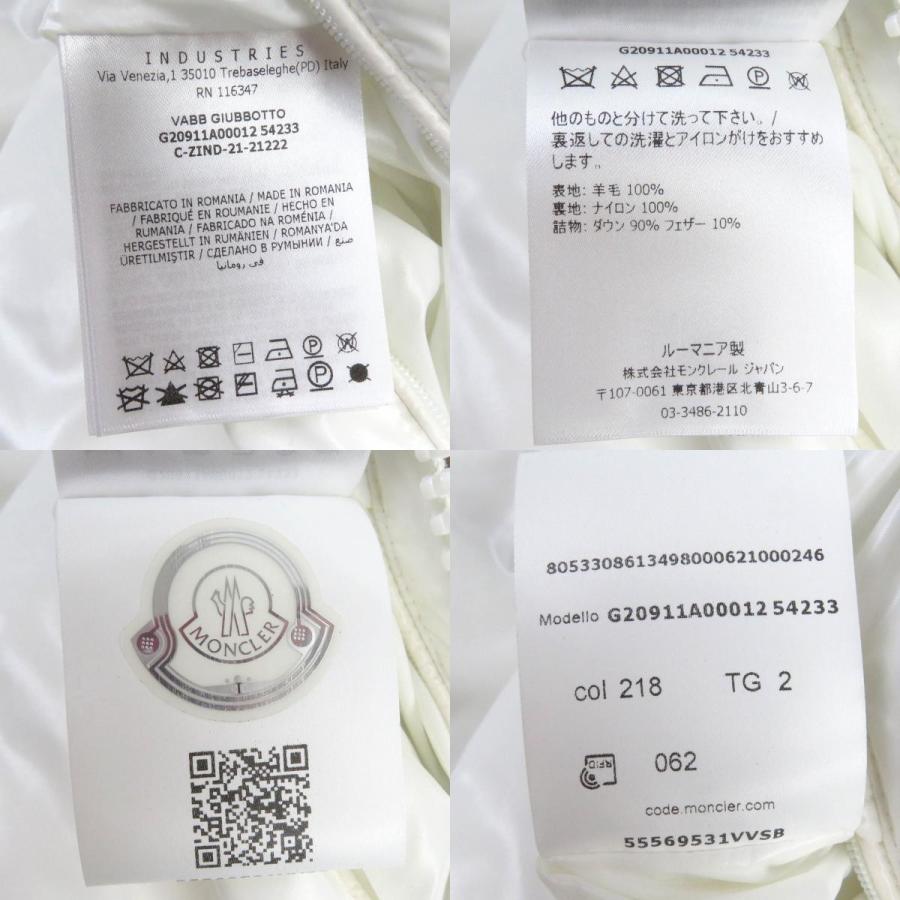 INDUSTRIES
Via Venezia,1 35010 Trebaseleghe(PD) Italy
RN 116347
VABB GIUBBOTTO
G20911A00012 54233
C-ZIND-21-21222
FABBRICATO IN ROMANIA / MADE IN ROMANIA
/ FABRIQUÉ EN ROUMANIE / HECHO EN
RUMANIA / FABRICADO NA ROMÉNIA /
HERGESTELLT IN RUMÄNIEN / ROMANYA'DA
ÜRETILMIŞTIR / СДЕЛАНО В РУМЫНИИ / صنع
في رومانيا
G20911A00012 54233
他のものと分けて洗って下さい。/
裏返しての洗濯とアイロンがけをおすすめ
します。
表地: 羊毛 100%
裏地: ナイロン 100%
詰物: ダウン 90% フェザー 10%
ルーマニア製
株式会社モンクレール ジャパン
〒107-0061 東京都港区北青山3-6-7
03-3486-2110
MONCLER
1
8053308613498000621000246
Modello G20911A00012 54233
col 218 TG 2
RFID 062
code.moncler.com
55569531VVSB